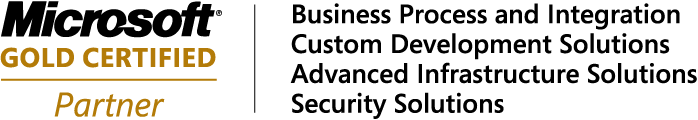 Microsoft®
GOLD CERTIFIED
Partner
Business Process and Integration
Custom Development Solutions
Advanced Infrastructure Solutions
Security Solutions